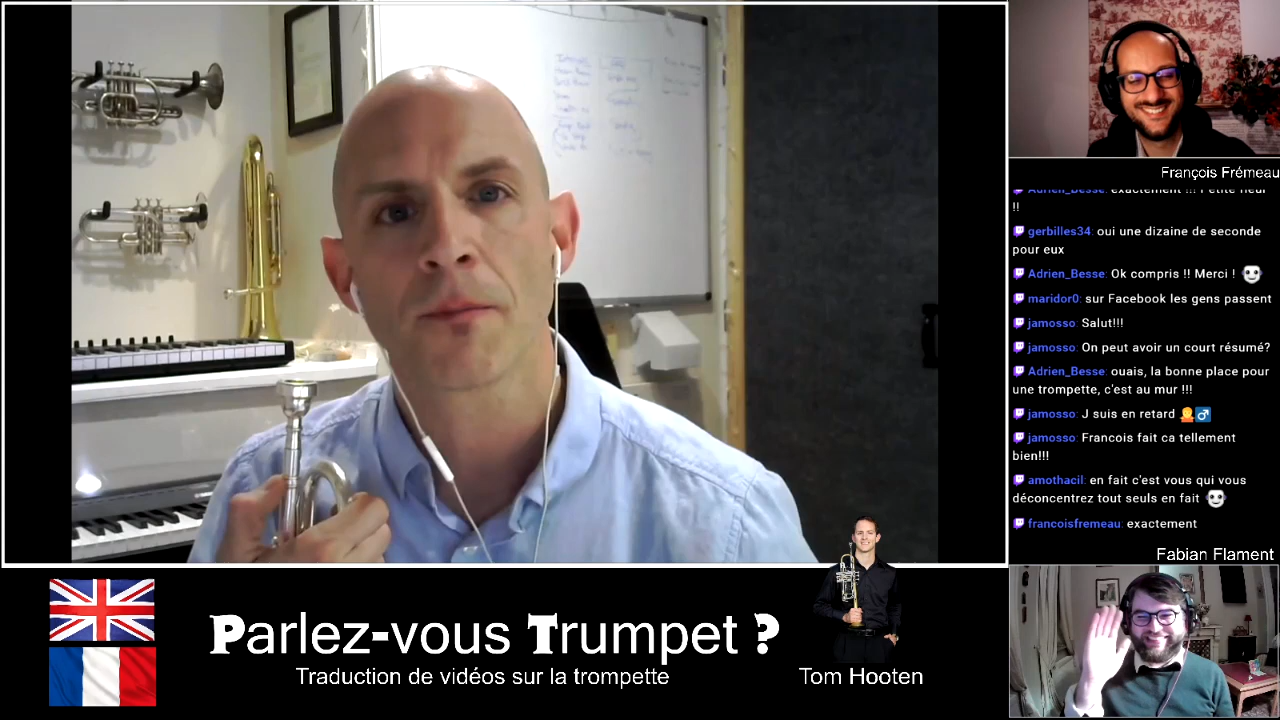 François Frémeau
Adrien_Besse: exactement !!! Petite fleur
!!
gerbilles34: oui une dizaine de seconde
pour eux
Adrien_Besse: Ok compris !! Merci !
maridor0: sur Facebook les gens passent
jamosso: Salut!!!
jamosso: On peut avoir un court résumé?
Adrien_Besse: ouais, la bonne place pour
une trompette, c'est au mur !!!
jamosso: J suis en retard
jamosso: Francois fait ca tellement
bien!!!
amothacil: en fait c'est vous qui vous
déconcentrez tout seuls en fait
francoisfremeau: exactement
Fabian Flament
Parlez-vous Trumpet ?
Traduction de vidéos sur la trompette
Tom Hooten